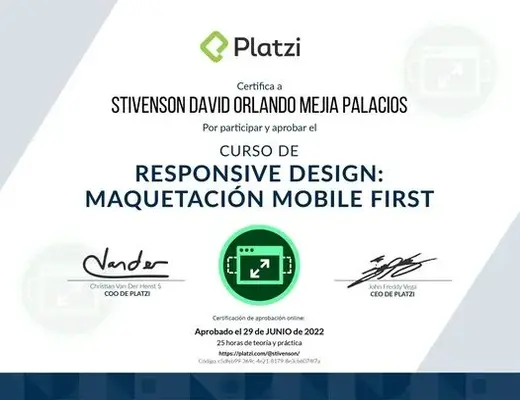 Platzi
Certifica a
STIVENSON DAVID ORLANDO MEJIA PALACIOS
Por participar y aprobar el
CURSO DE
RESPONSIVE DESIGN:
MAQUETACIÓN MOBILE FIRST
Christian Van Der Henst S
COO DE PLATZI
John Freddy Vega
CEO DE PLATZI
Certificación de aprobación online:
Aprobado el 29 de JUNIO de 2022
25 horas de teoría y práctica
https://platzi.com/@stivenson/
Código: